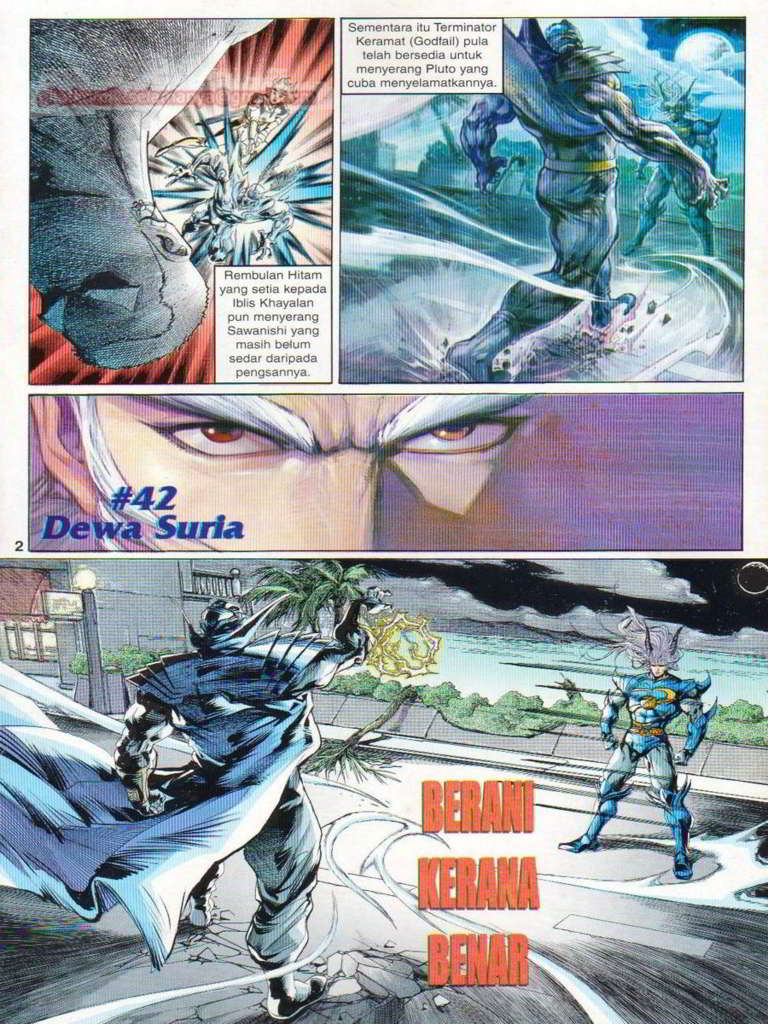 Rembulan Hitam
yang setia kepada
Iblis Khayalan
pun menyerang
Sawanishi yang
masih belum
sedar daripada
pengsannya.
Sementara itu Terminator
Keramat (Godfail) pula
telah bersedia untuk
menyerang Pluto yang
cuba menyelamatkannya.
#42
Dewa Suria
2
BERANI
KERANA
BENAR